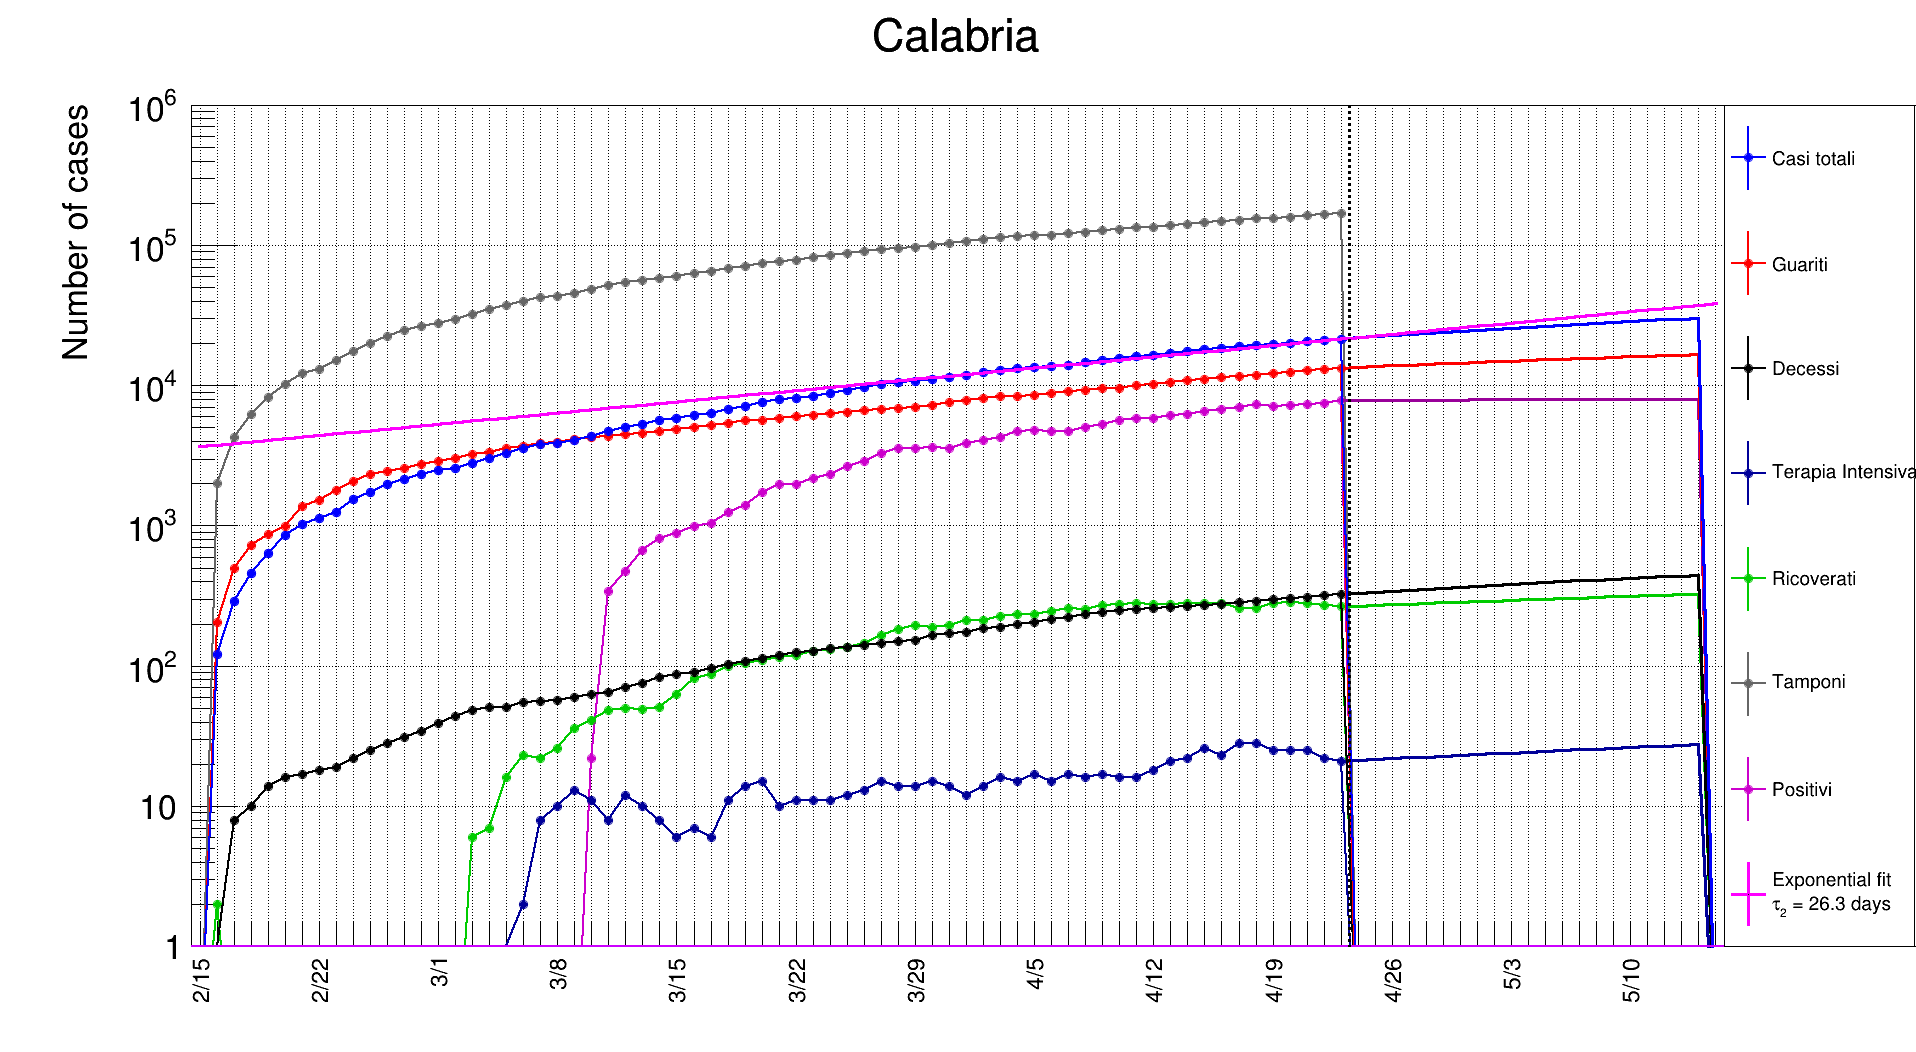 Calabria
Number of cases
10^6
10^5
10^4
10^3
10^2
10
1
2/15 2/22 3/1 3/8 3/15 3/22 3/29 4/5 4/12 4/19 4/26 5/3 5/10
Casi totali
Guariti
Decessi
Terapia Intensiva
Ricoverati
Tamponi
Positivi
Exponential fit
τ₂ = 26.3 days